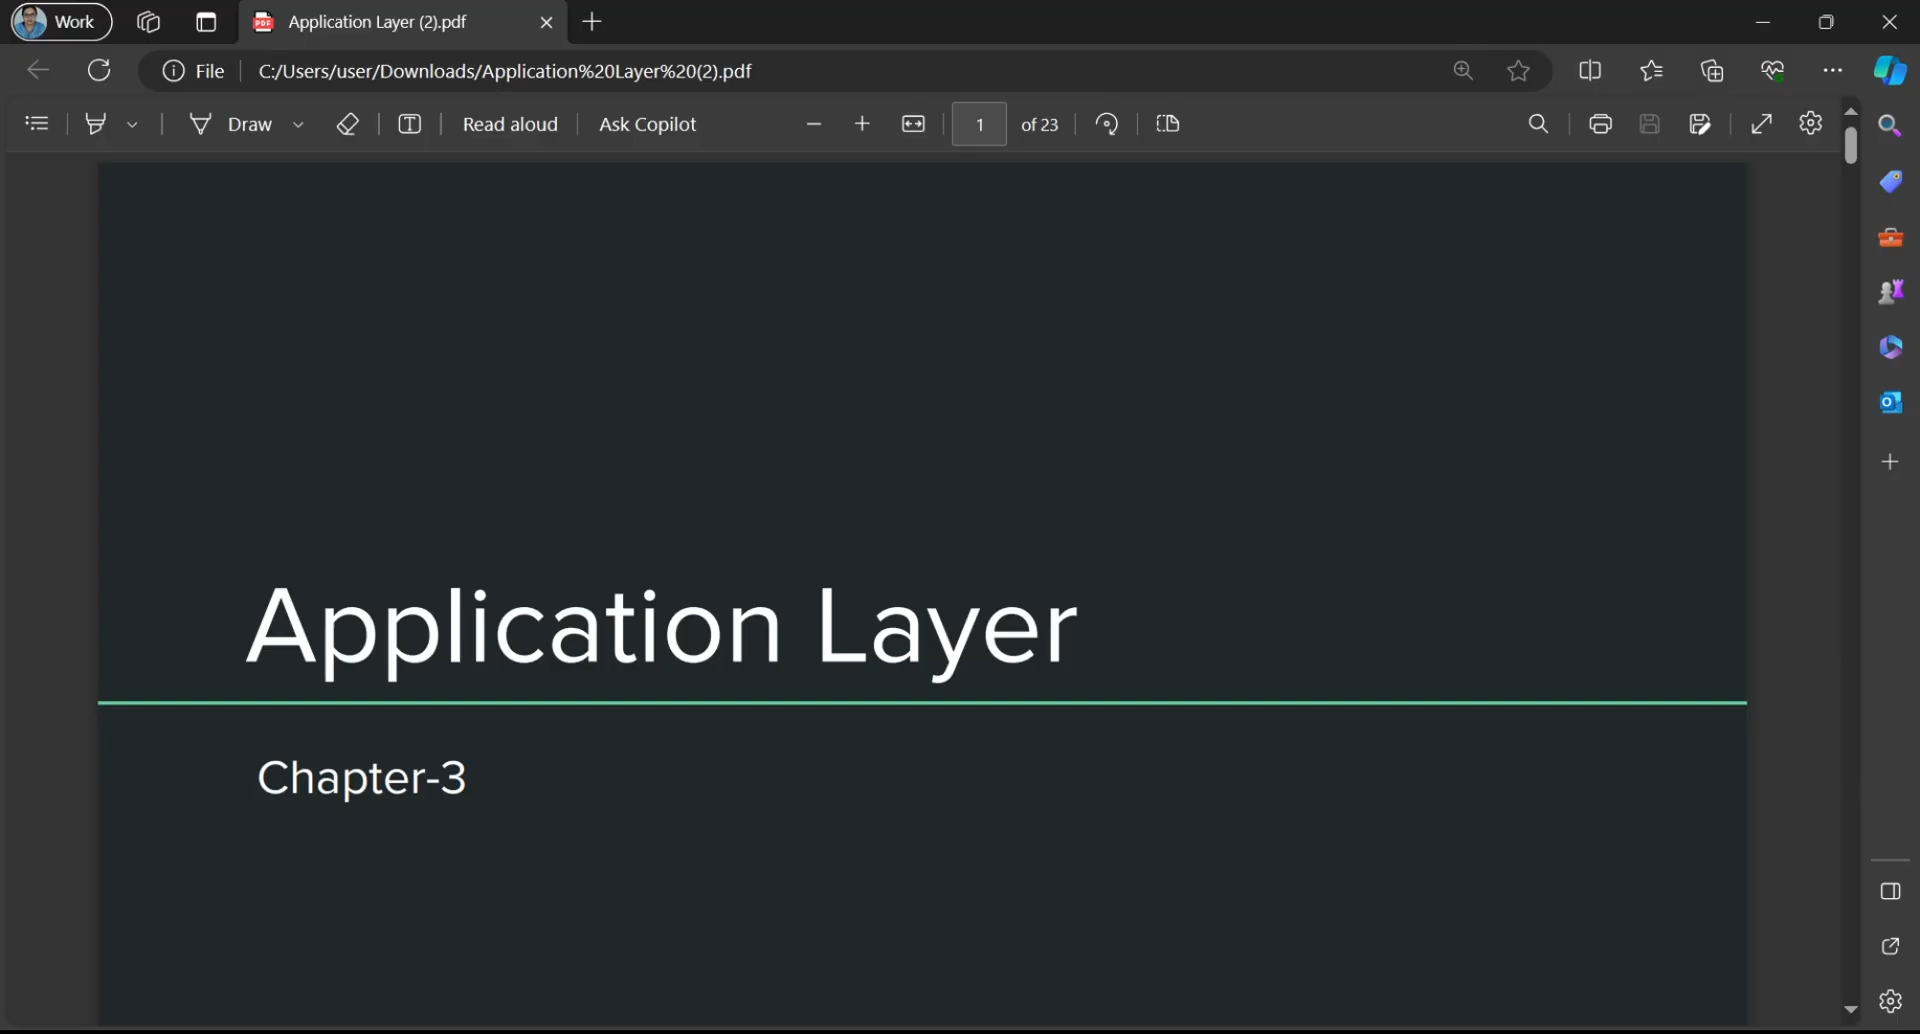 Work
Application Layer (2).pdf
File
C:/Users/user/Downloads/Application%20Layer%20(2).pdf
Draw
Read aloud
Ask Copilot
1
of 23
Application Layer
Chapter-3